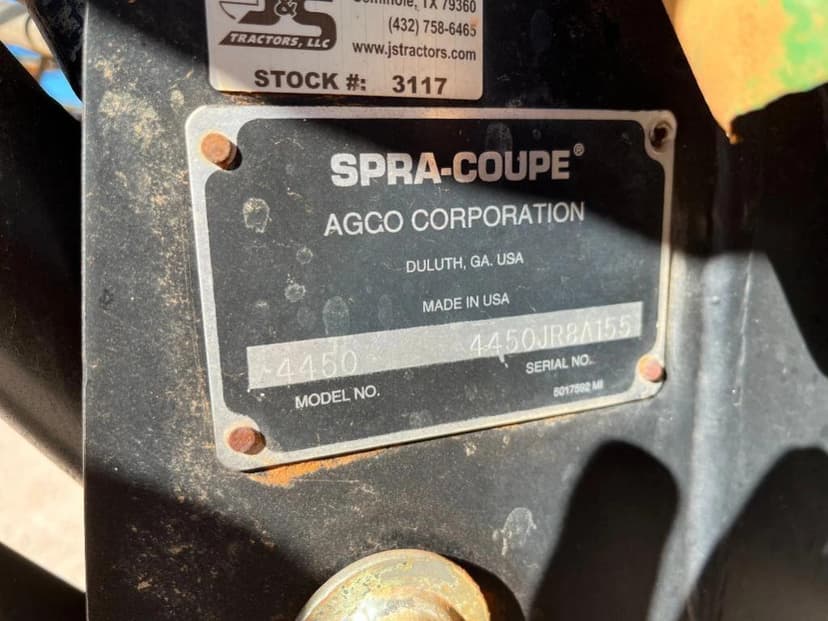 Seminole, TX 79360
J&S
(432) 758-6465
TRACTORS, LLC
www.jstractors.com
STOCK #: 3117
SPRA-COUPE®
AGCO CORPORATION
DULUTH, GA. USA
MADE IN USA
4450 4450JR8A155
MODEL NO. SERIAL NO.
5017592 MI